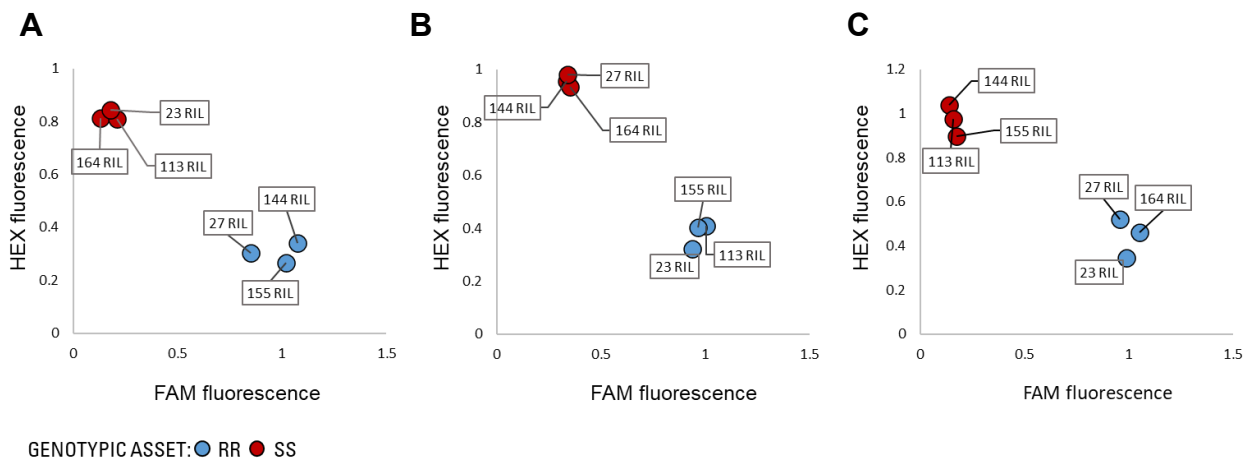 A
HEX fluorescence
1
0.8
0.6
0.4
0.2
0
0
0.5
1
1.5
23 RIL
164 RIL
113 RIL
144 RIL
27 RIL
155 RIL
FAM fluorescence
B
HEX fluorescence
1
0.8
0.6
0.4
0.2
0
0
0.5
1
1.5
27 RIL
144 RIL
164 RIL
155 RIL
113 RIL
23 RIL
FAM fluorescence
C
HEX fluorescence
1.2
1
0.8
0.6
0.4
0.2
0
0
0.5
1
1.5
144 RIL
155 RIL
113 RIL
27 RIL
164 RIL
23 RIL
FAM fluorescence
GENOTYPIC ASSET: RR SS